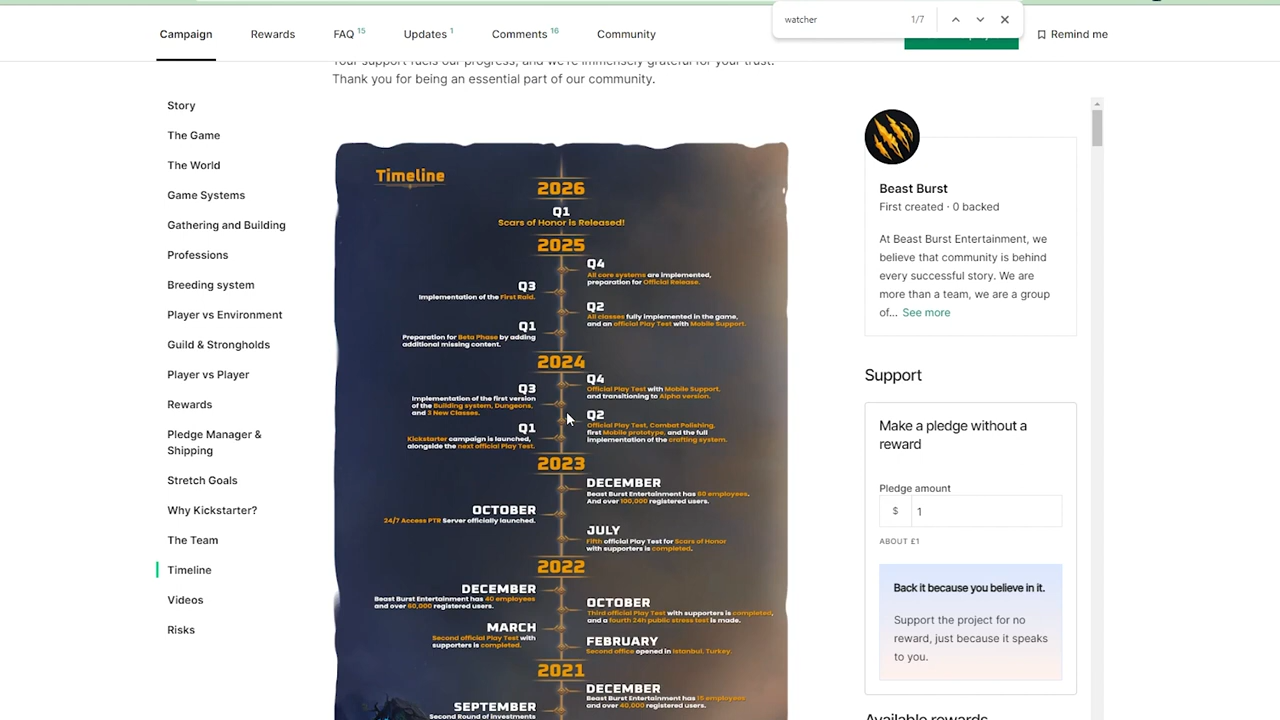 watcher
1/7
Campaign
Rewards
FAQ 15
Updates 1
Comments 16
Community
Remind me
Your support fuels our progress, and we're immensely grateful for your trust.
Thank you for being an essential part of our community.
Story
The Game
The World
Game Systems
Gathering and Building
Professions
Breeding system
Player vs Environment
Guild & Strongholds
Player vs Player
Rewards
Pledge Manager &
Shipping
Stretch Goals
Why Kickstarter?
The Team
Timeline
Videos
Risks
Timeline
2026
Q1
Scars of Honor is Released!
2025
Q4
All core systems are implemented,
preparation for Official Release.
Q3
Implementation of the First Raid.
Q2
All classes fully implemented in the game,
and an official Play Test with Mobile Support.
Q1
Preparation for Beta Phase by adding
additional missing content.
2024
Q4
Official Play Test with Mobile Support,
and transitioning to Alpha version.
Q3
Implementation of the first version
of the Building system, Dungeons,
and 3 New Classes.
Q2
Official Play Test, Combat Polishing,
first Mobile prototype, and the full
implementation of the crafting system.
Q1
Kickstarter campaign is launched,
alongside the next official Play Test.
2023
DECEMBER
Beast Burst Entertainment has 60 employees.
And over 100,000 registered users.
OCTOBER
24/7 Access PTR Server officially launched.
JULY
Fifth official Play Test for Scars of Honor
with supporters is completed.
2022
DECEMBER
Beast Burst Entertainment has 40 employees
and over 60,000 registered users.
OCTOBER
Third official Play Test with supporters is completed,
and a fourth 24h public stress test is made.
MARCH
Second official Play Test with
supporters is completed.
FEBRUARY
Second office opened in Istanbul, Turkey.
2021
DECEMBER
Beast Burst Entertainment has 15 employees
and over 40,000 registered users.
SEPTEMBER
Second Round of Investments
Beast Burst
First created · 0 backed
At Beast Burst Entertainment, we
believe that community is behind
every successful story. We are
more than a team, we are a group
of... See more
Support
Make a pledge without a
reward
Pledge amount
$ 1
ABOUT £1
Back it because you believe in it.
Support the project for no
reward, just because it speaks
to you.
Available rewards